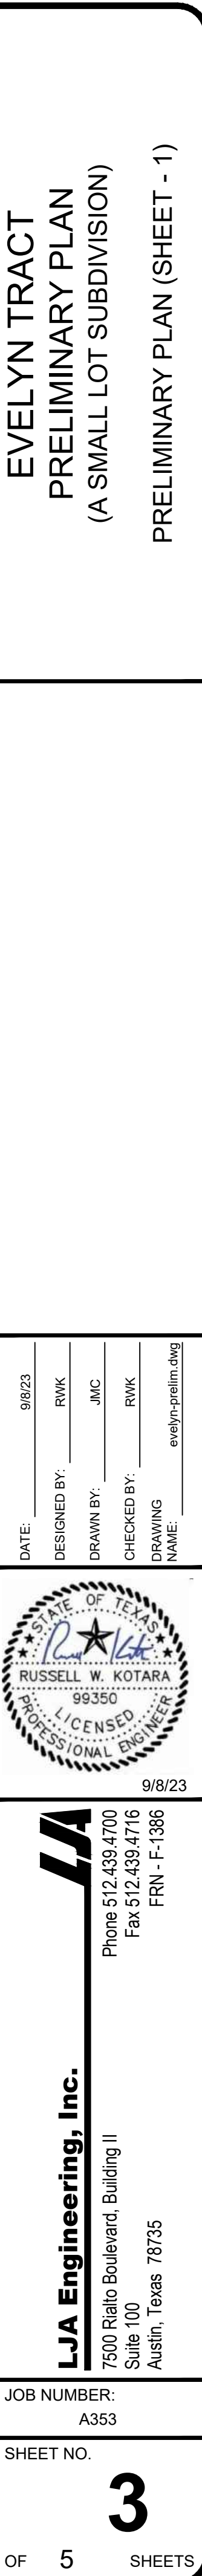 EVELYN TRACT
PRELIMINARY PLAN
(A SMALL LOT SUBDIVISION)
PRELIMINARY PLAN (SHEET - 1)
DATE: 9/8/23
DESIGNED BY: RWK
DRAWN BY: JMC
CHECKED BY: RWK
DRAWING
NAME: evelyn-prelim.dwg
STATE OF TEXAS
RUSSELL W. KOTARA
99350
LICENSED
PROFESSIONAL ENGINEER
9/8/23
LJA
LJA Engineering, Inc.
7500 Rialto Boulevard, Building II Phone 512.439.4700
Suite 100 Fax 512.439.4716
Austin, Texas 78735 FRN - F-1386
JOB NUMBER:
A353
SHEET NO.
3
OF 5 SHEETS